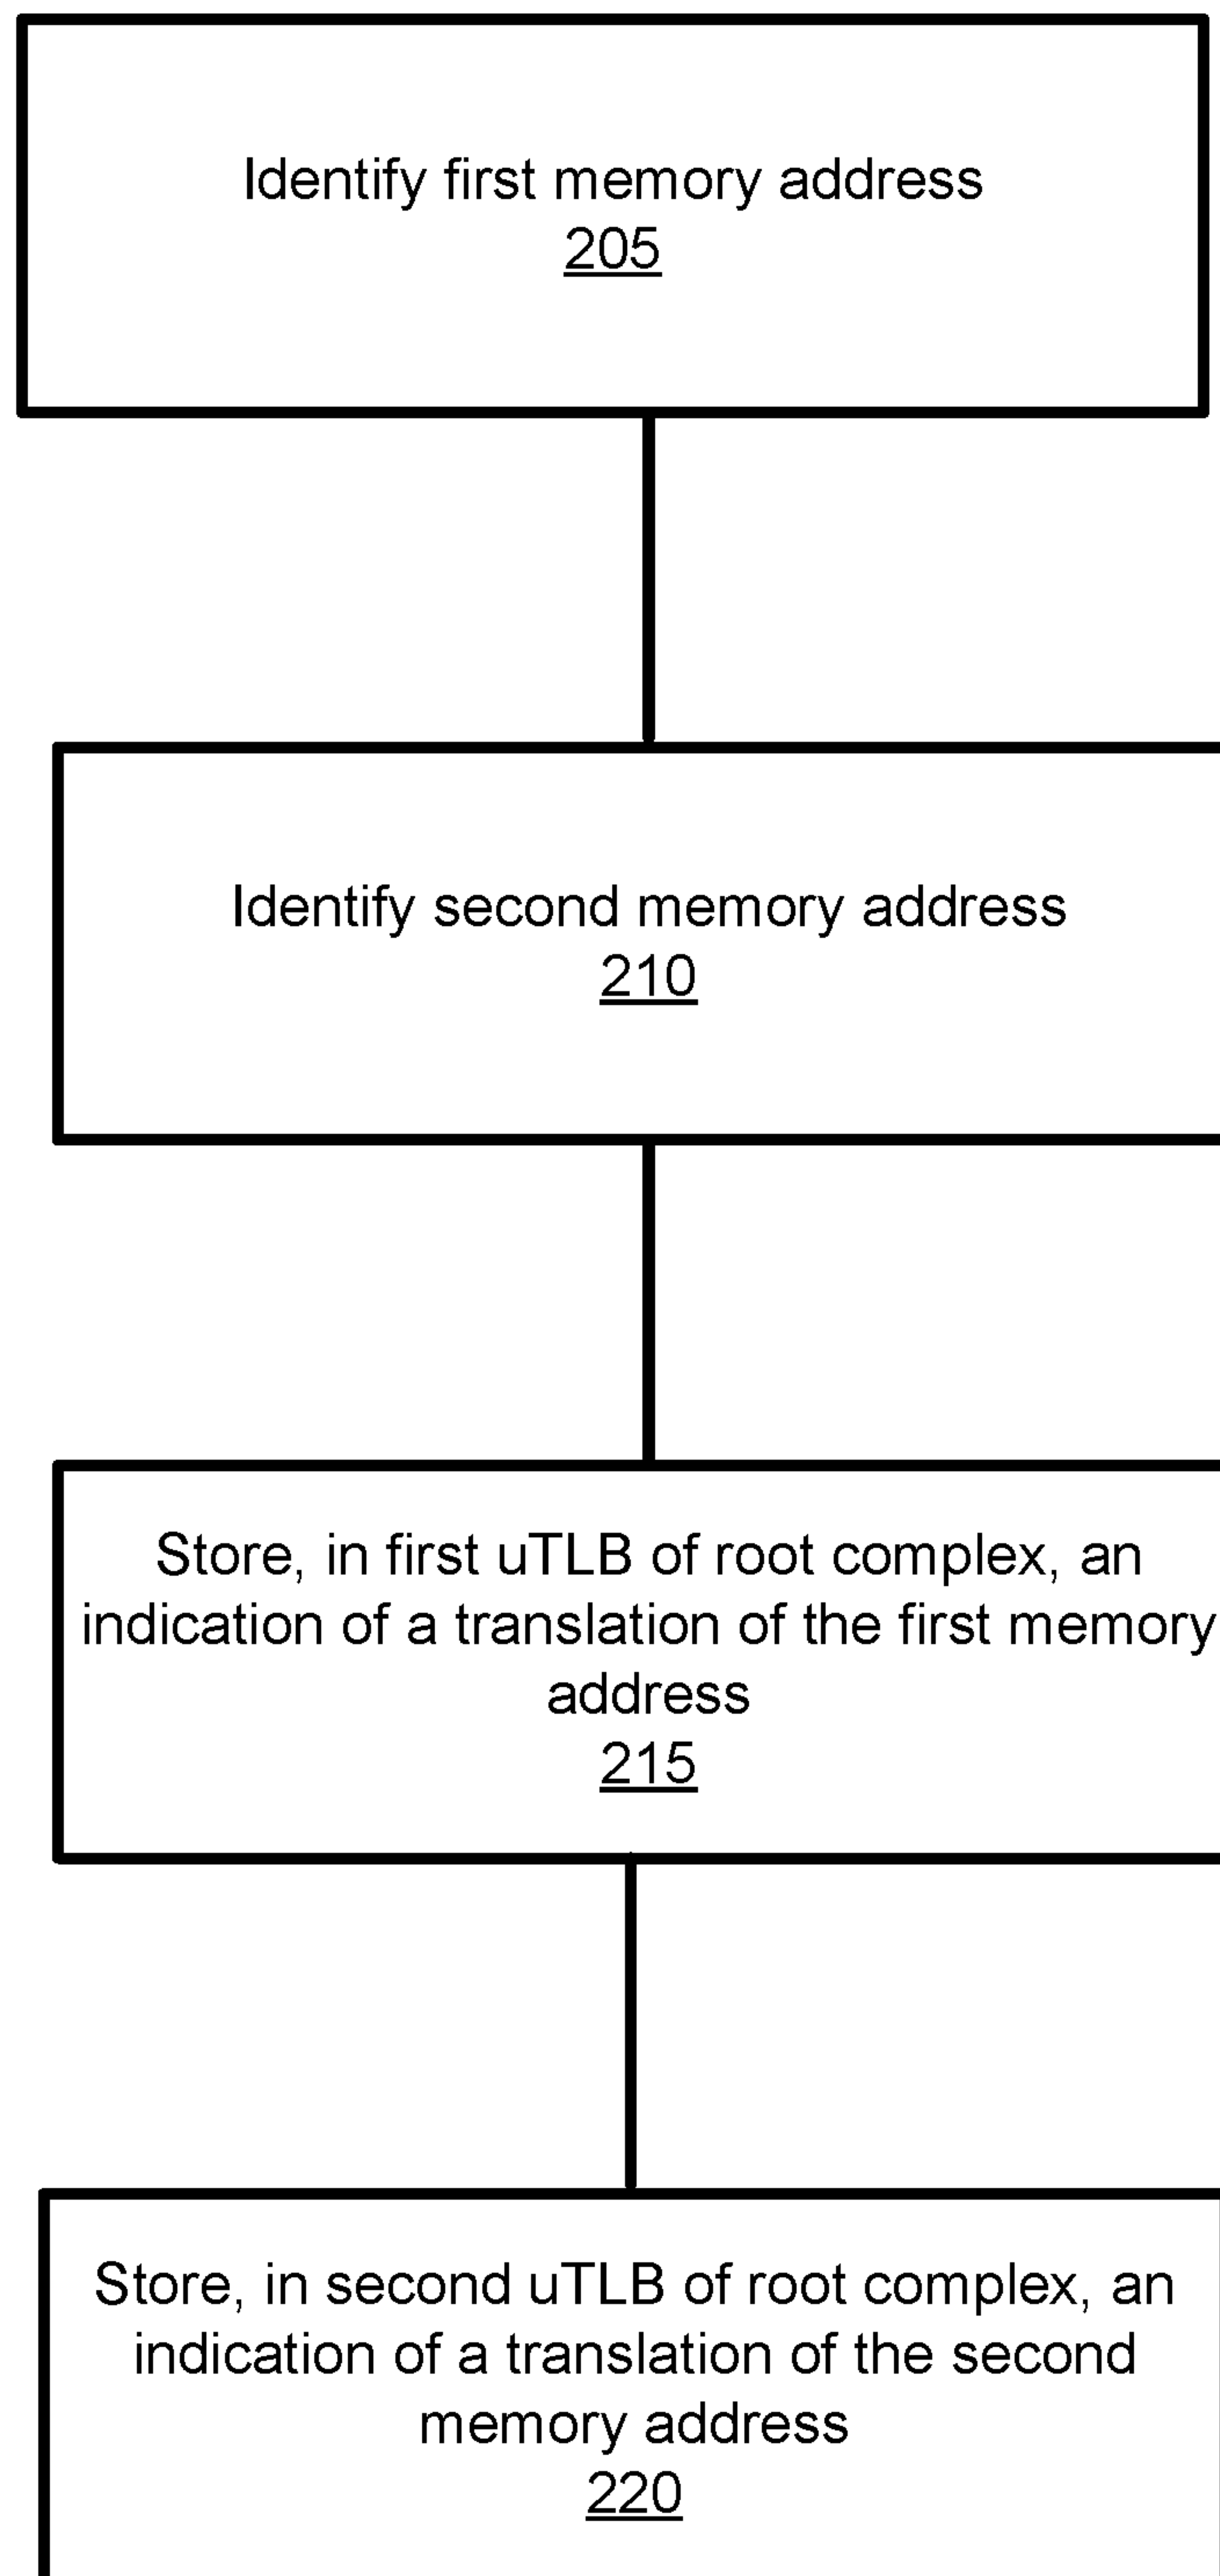 Identify first memory address
205
Identify second memory address
210
Store, in first uTLB of root complex, an
indication of a translation of the first memory
address
215
Store, in second uTLB of root complex, an
indication of a translation of the second
memory address
220